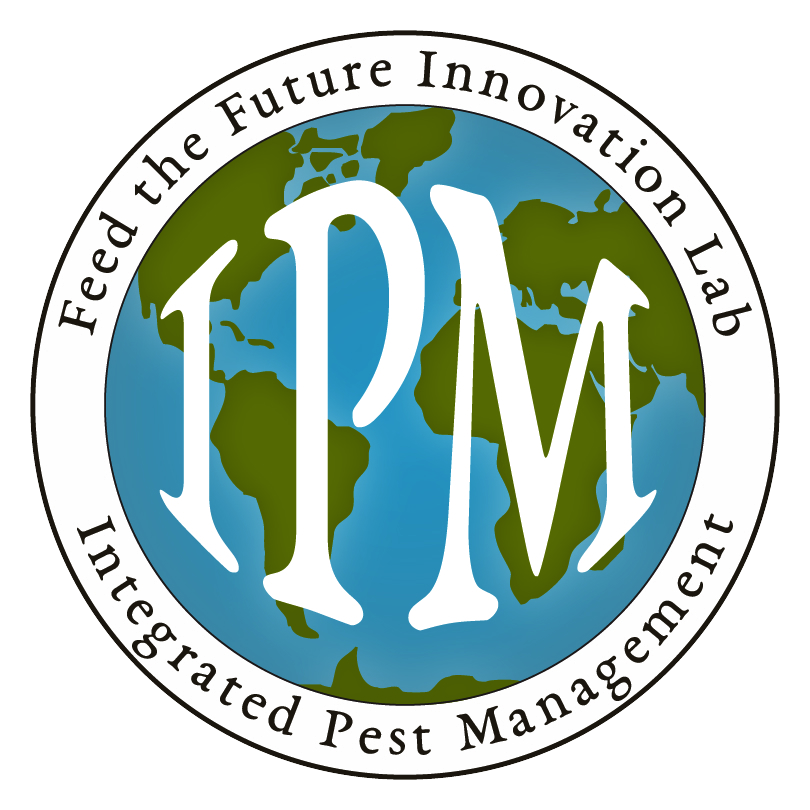 Feed the Future Innovation Lab
IPM
Integrated Pest Management